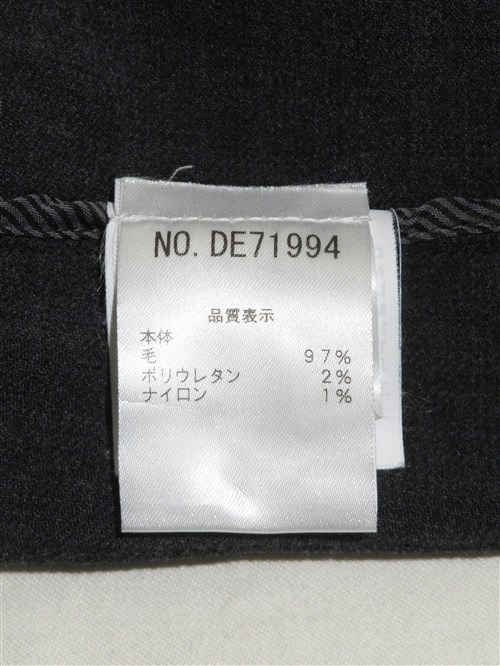 NO. DE71994
品質表示
本体
毛 97%
ポリウレタン 2%
ナイロン 1%